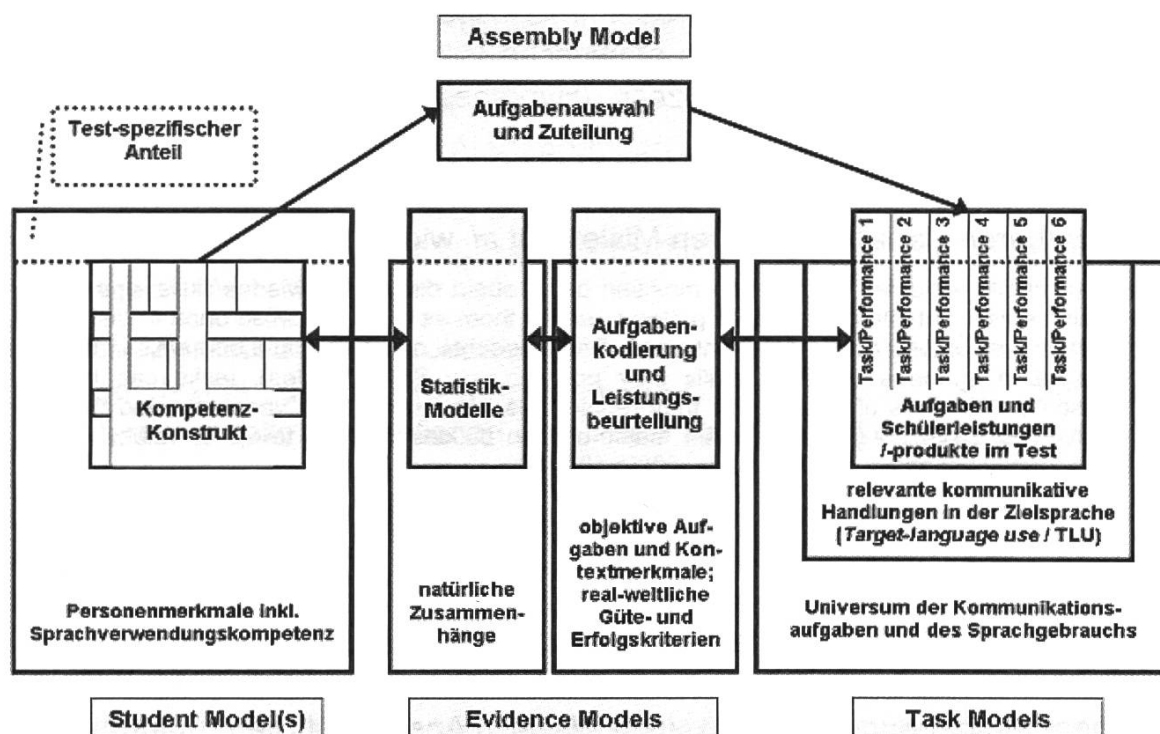 Assembly Model
Aufgabenauswahl
und Zuteilung
Test-spezifischer
Anteil
Kompetenz-
Konstrukt
Personenmerkmale inkl.
Sprachverwendungskompetenz
Statistik-
Modelle
natürliche
Zusammen-
hänge
Aufgaben-
kodierung
und
Leistungs-
beurteilung
objektive Auf-
gaben und Kon-
textmerkmale;
real-weltliche
Güte- und
Erfolgskriterien
Task/Performance 1
Task/Performance 2
Task/Performance 3
Task/Performance 4
Task/Performance 5
Task/Performance 6
Aufgaben und
Schülerleistungen
/-produkte im Test
relevante kommunikative
Handlungen in der Zielsprache
(Target-language use / TLU)
Universum der Kommunikations-
aufgaben und des Sprachgebrauchs
Student Model(s)
Evidence Models
Task Models